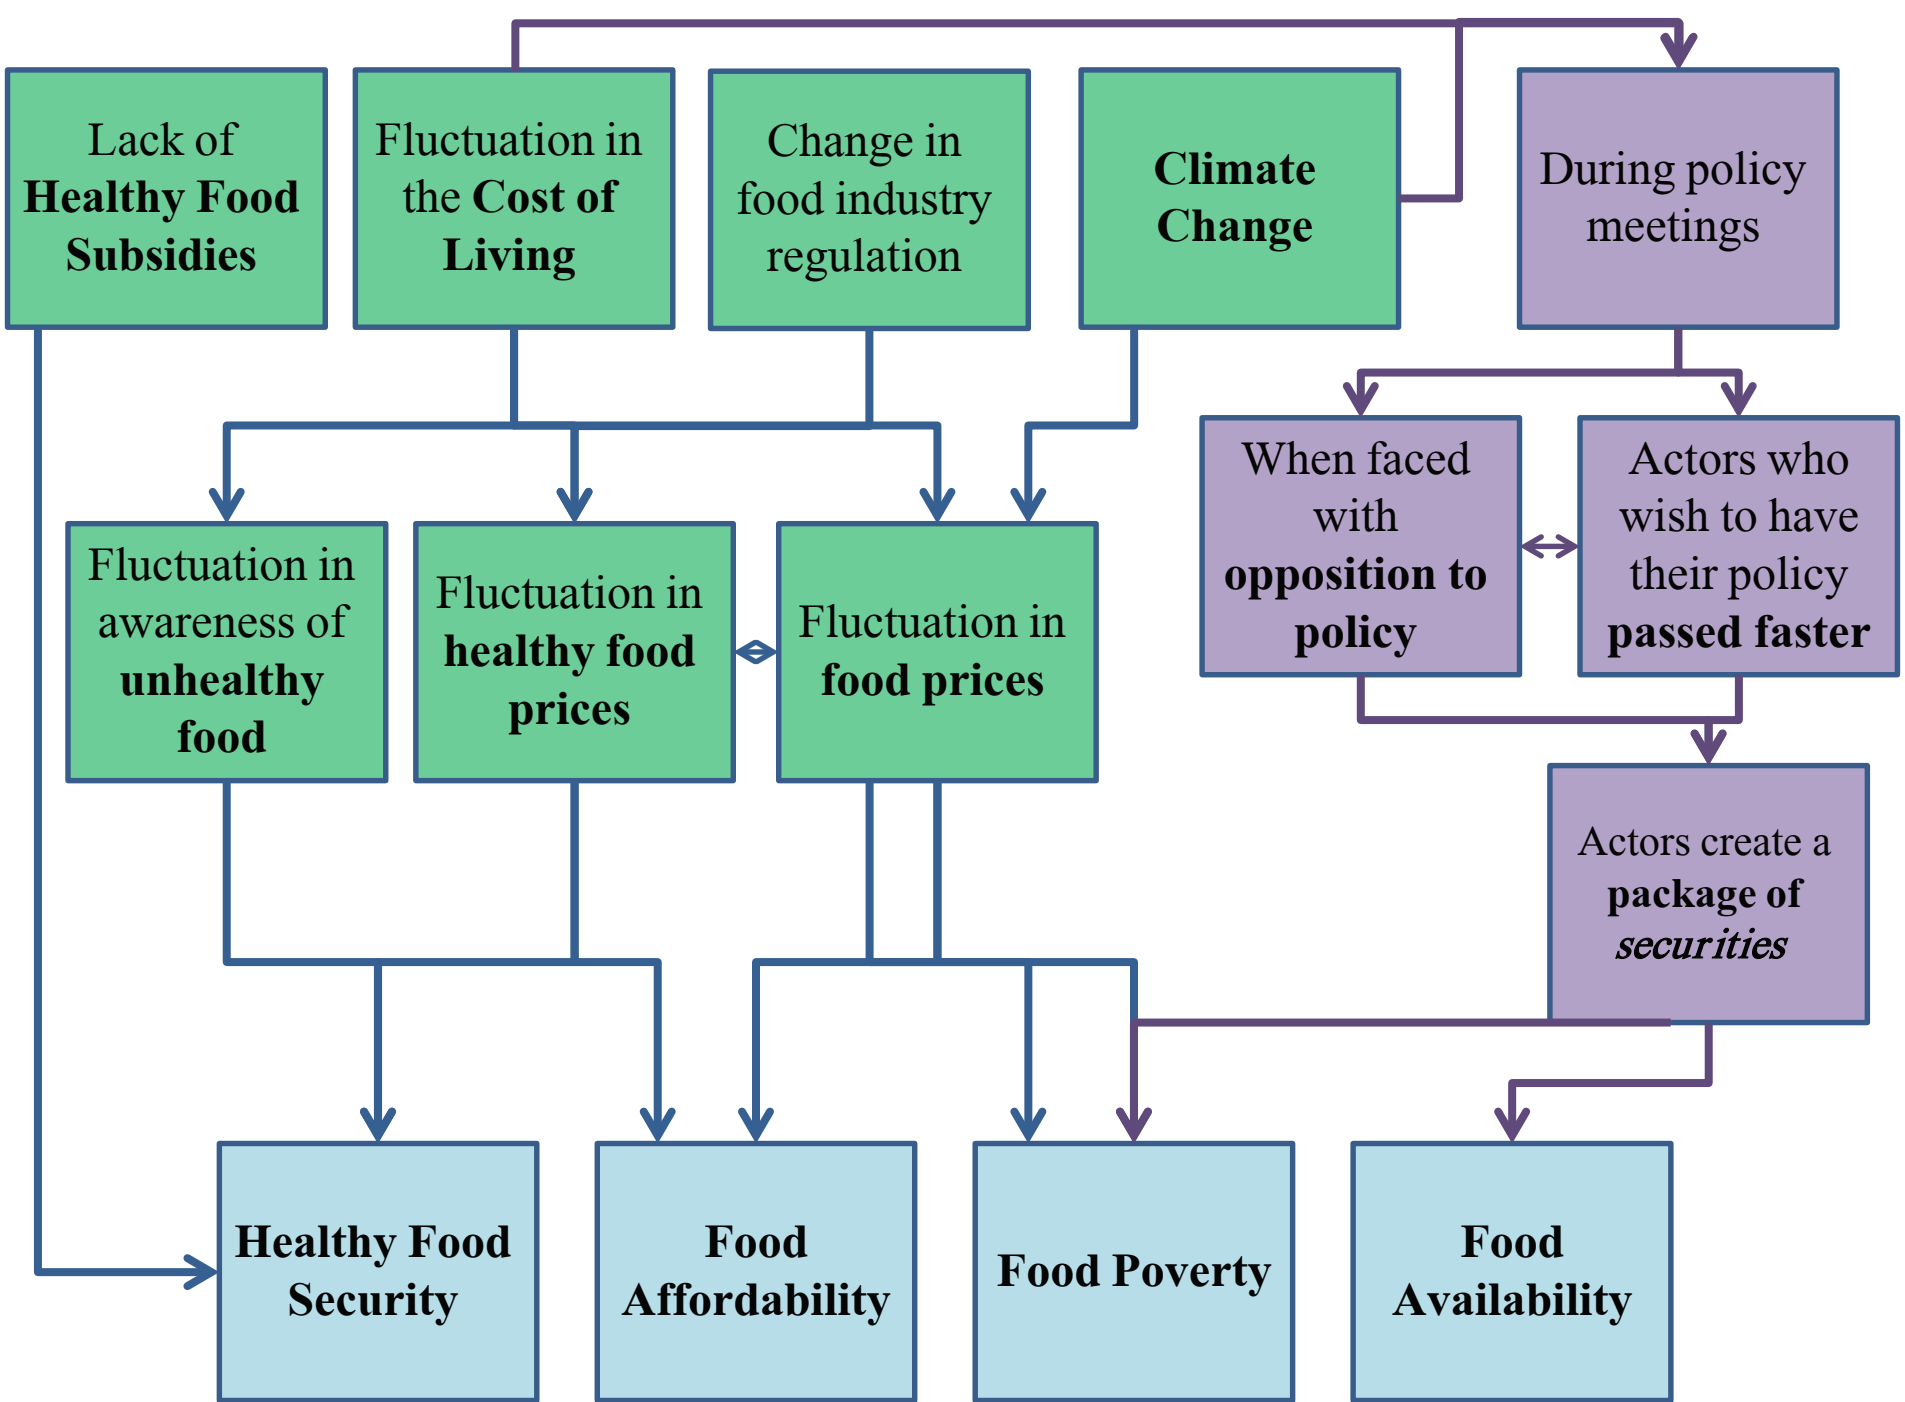 Lack of
Healthy Food
Subsidies
Fluctuation in
the Cost of
Living
Change in
food industry
regulation
Climate
Change
During policy
meetings
When faced
with
opposition to
policy
Actors who
wish to have
their policy
passed faster
Fluctuation in
awareness of
unhealthy
food
Fluctuation in
healthy food
prices
Fluctuation in
food prices
Actors create a
package of
securities
Healthy Food
Security
Food
Affordability
Food Poverty
Food
Availability